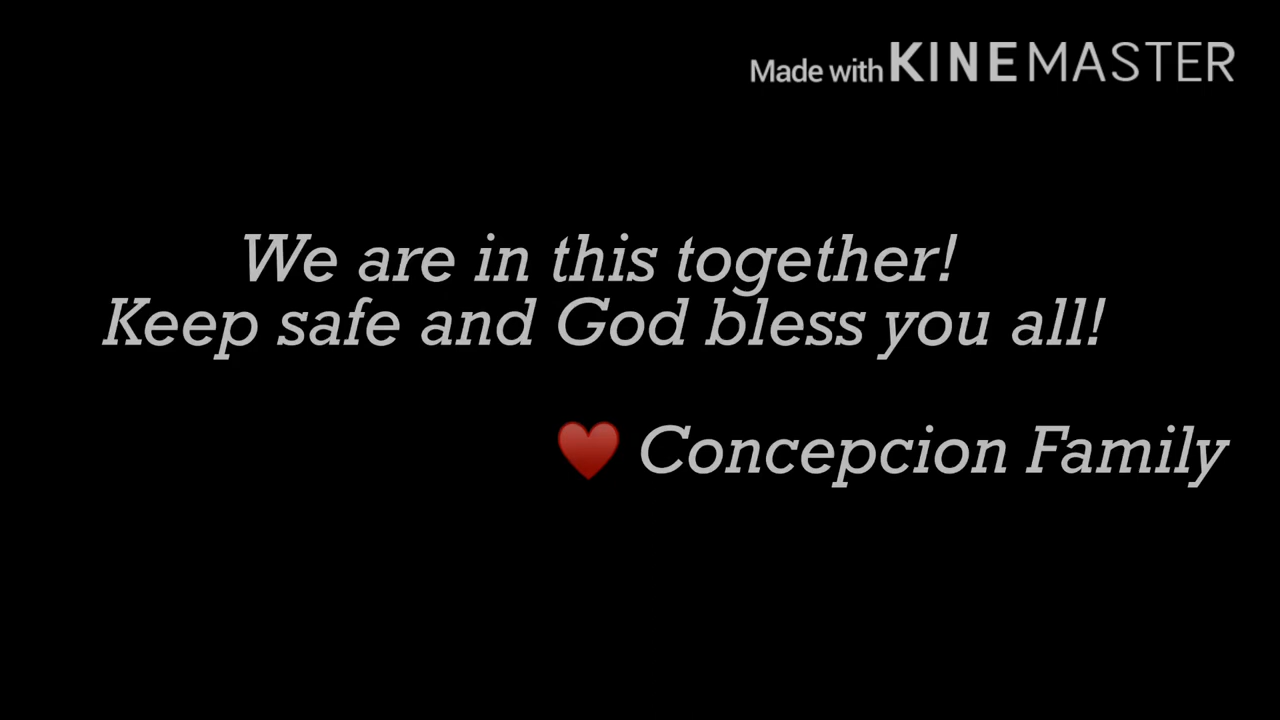 Made with KINEMASTER
We are in this together!
Keep safe and God bless you all!
♥️ Concepcion Family